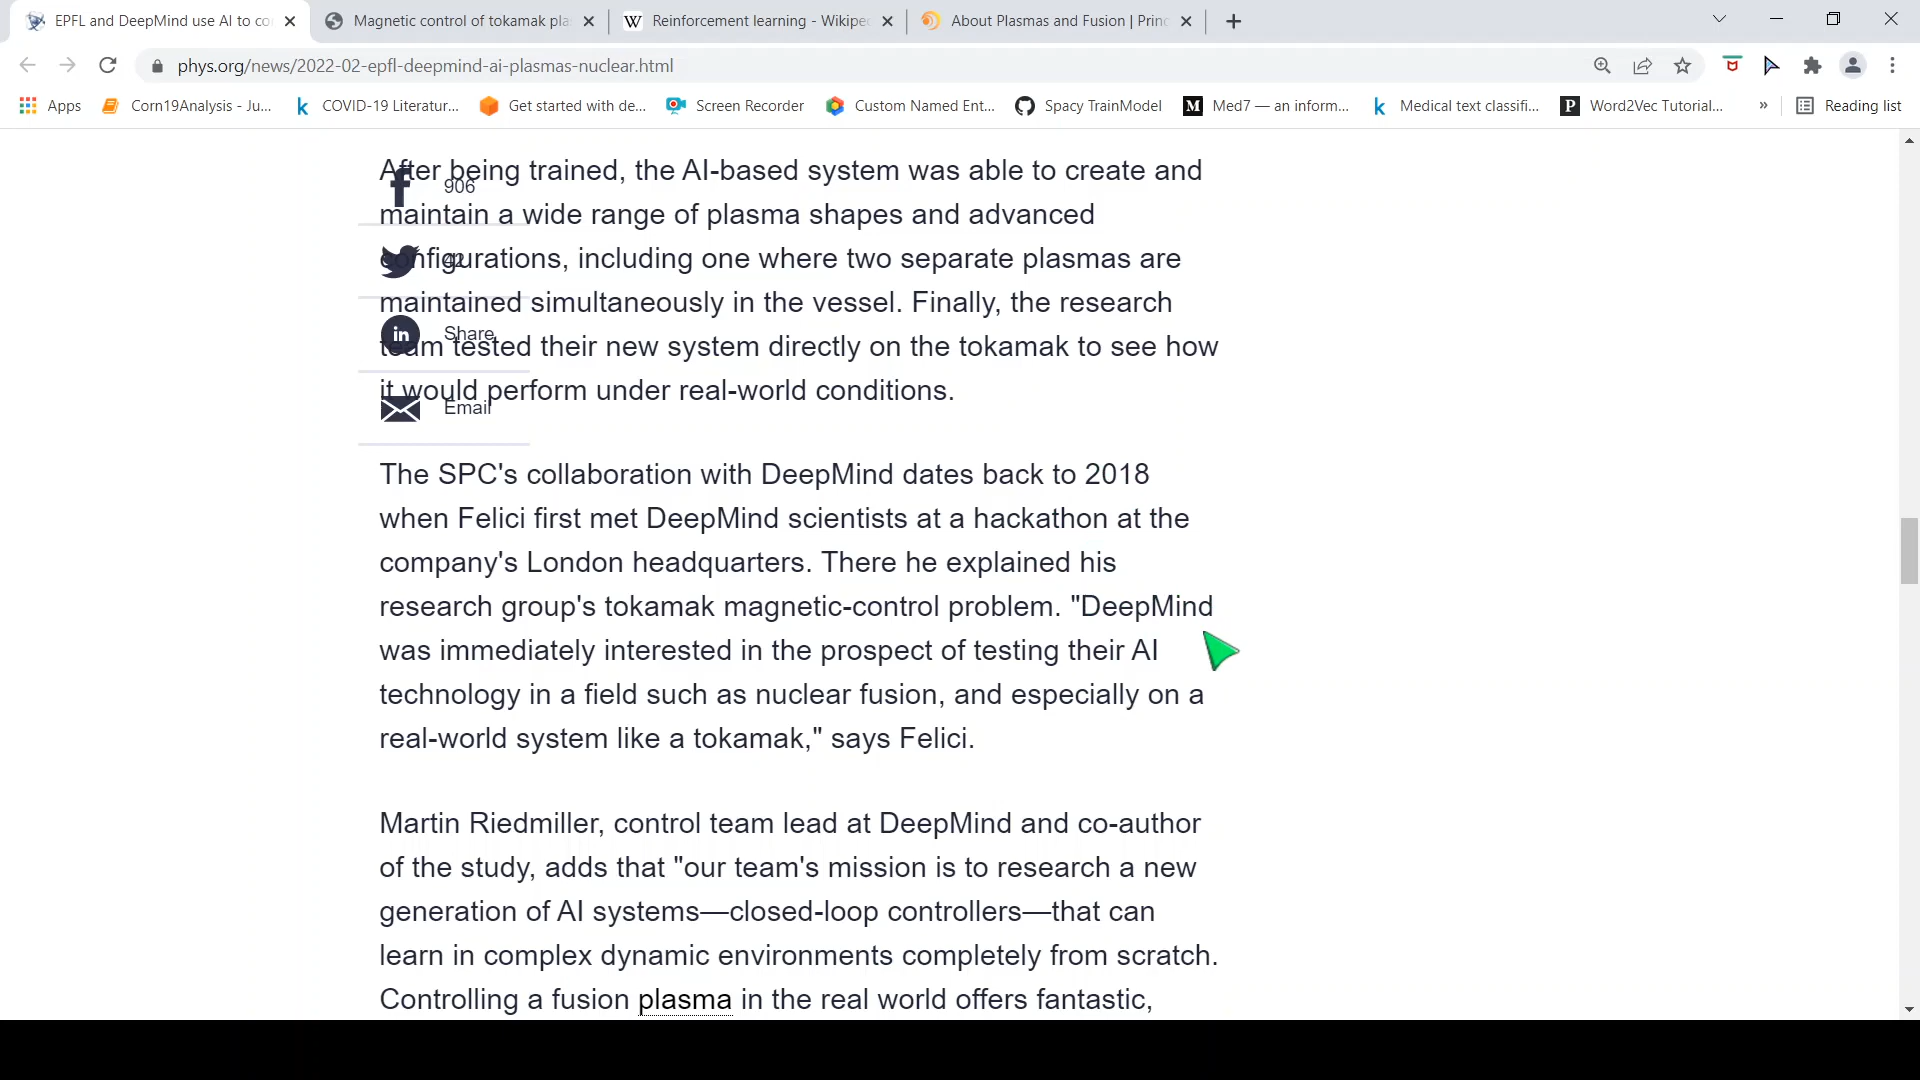 EPFL and DeepMind use AI to co
Magnetic control of tokamak pla
Reinforcement learning - Wikipe
About Plasmas and Fusion | Princ
phys.org/news/2022-02-epfl-deepmind-ai-plasmas-nuclear.html
Apps
Corn19Analysis - Ju...
COVID-19 Literatur...
Get started with de...
Screen Recorder
Custom Named Ent...
Spacy TrainModel
Med7 — an inform...
Medical text classifi...
Word2Vec Tutorial...
»
Reading list
After being trained, the AI-based system was able to create and
906
maintain a wide range of plasma shapes and advanced
configurations, including one where two separate plasmas are
42
maintained simultaneously in the vessel. Finally, the research
Share
team tested their new system directly on the tokamak to see how
it would perform under real-world conditions.
Email
The SPC's collaboration with DeepMind dates back to 2018
when Felici first met DeepMind scientists at a hackathon at the
company's London headquarters. There he explained his
research group's tokamak magnetic-control problem. "DeepMind
was immediately interested in the prospect of testing their AI
technology in a field such as nuclear fusion, and especially on a
real-world system like a tokamak," says Felici.
Martin Riedmiller, control team lead at DeepMind and co-author
of the study, adds that "our team's mission is to research a new
generation of AI systems—closed-loop controllers—that can
learn in complex dynamic environments completely from scratch.
Controlling a fusion plasma in the real world offers fantastic,